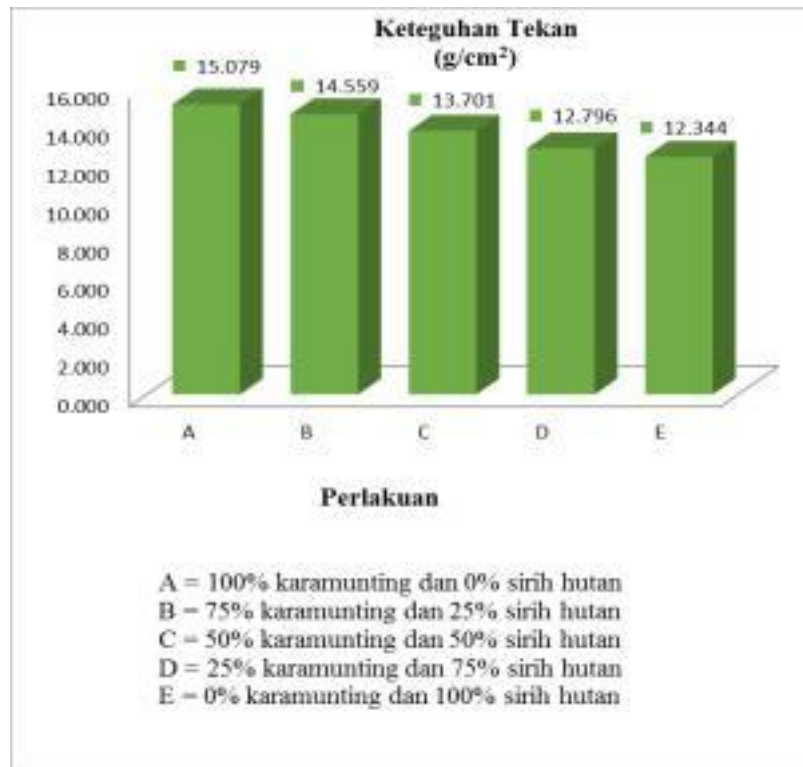 Keteguhan Tekan
(g/cm²)
15.079
14.559
13.701
12.796
12.344
16.000
14.000
12.000
10.000
8.000
6.000
4.000
2.000
0.000
A B C D E
Perlakuan
A = 100% karamunting dan 0% sirih hutan
B = 75% karamunting dan 25% sirih hutan
C = 50% karamunting dan 50% sirih hutan
D = 25% karamunting dan 75% sirih hutan
E = 0% karamunting dan 100% sirih hutan